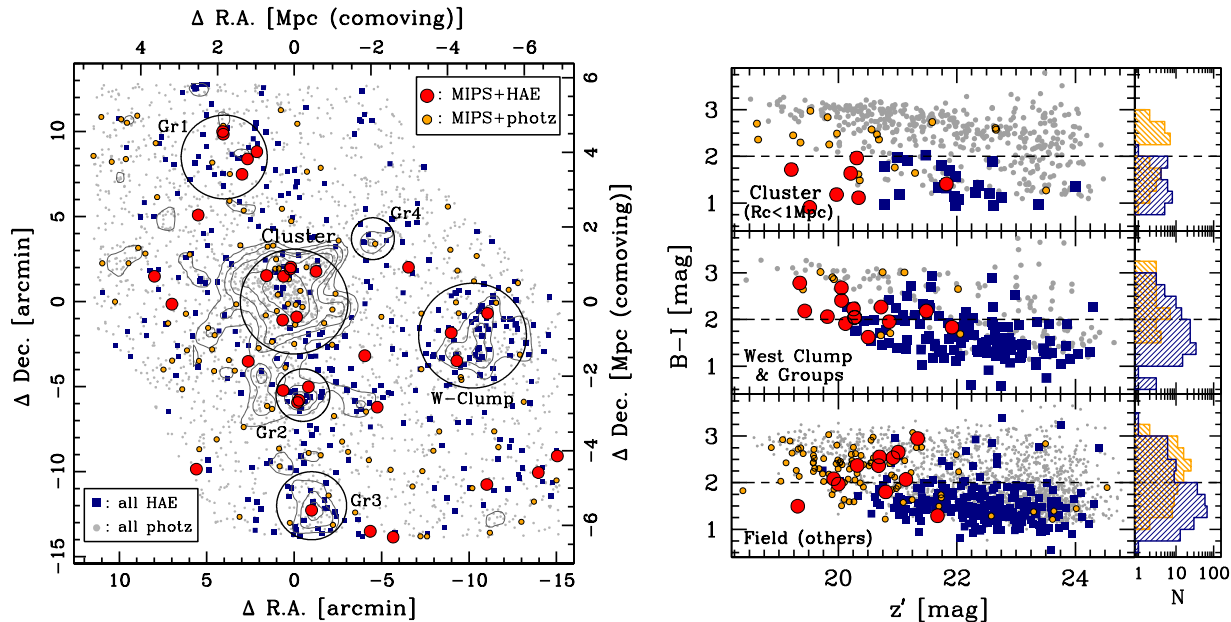 Δ R.A. [Mpc (comoving)]
4 2 0 −2 −4 −6
: MIPS+HAE
: MIPS+photz
Gr1
Gr4
Cluster
W-Clump
Gr2
Gr3
: all HAE
: all photz
10 5 0 −5 −10 −15
Δ Dec. [arcmin]
6 4 2 0 −2 −4 −6
Δ Dec. [Mpc (comoving)]
10 5 0 −5 −10 −15
Δ R.A. [arcmin]
3
2
1
Cluster
(Rc<1Mpc)
3
2
1
West Clump
& Groups
3
2
1
Field (others)
B−I [mag]
20 22 24
z′ [mag]
1 10 100
N